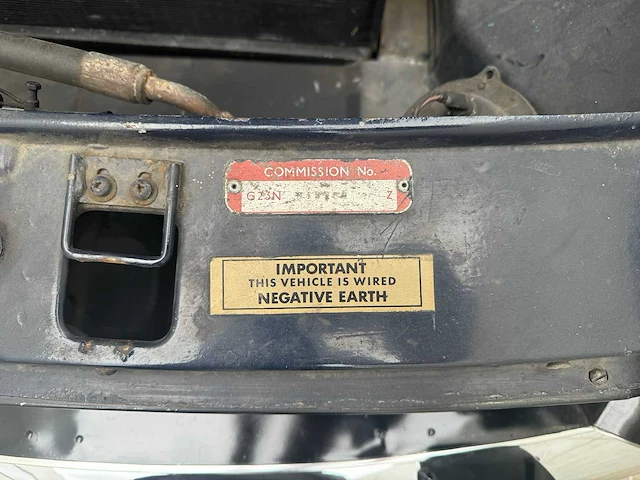 COMMISSION No.
G23N Z
IMPORTANT
THIS VEHICLE IS WIRED
NEGATIVE EARTH